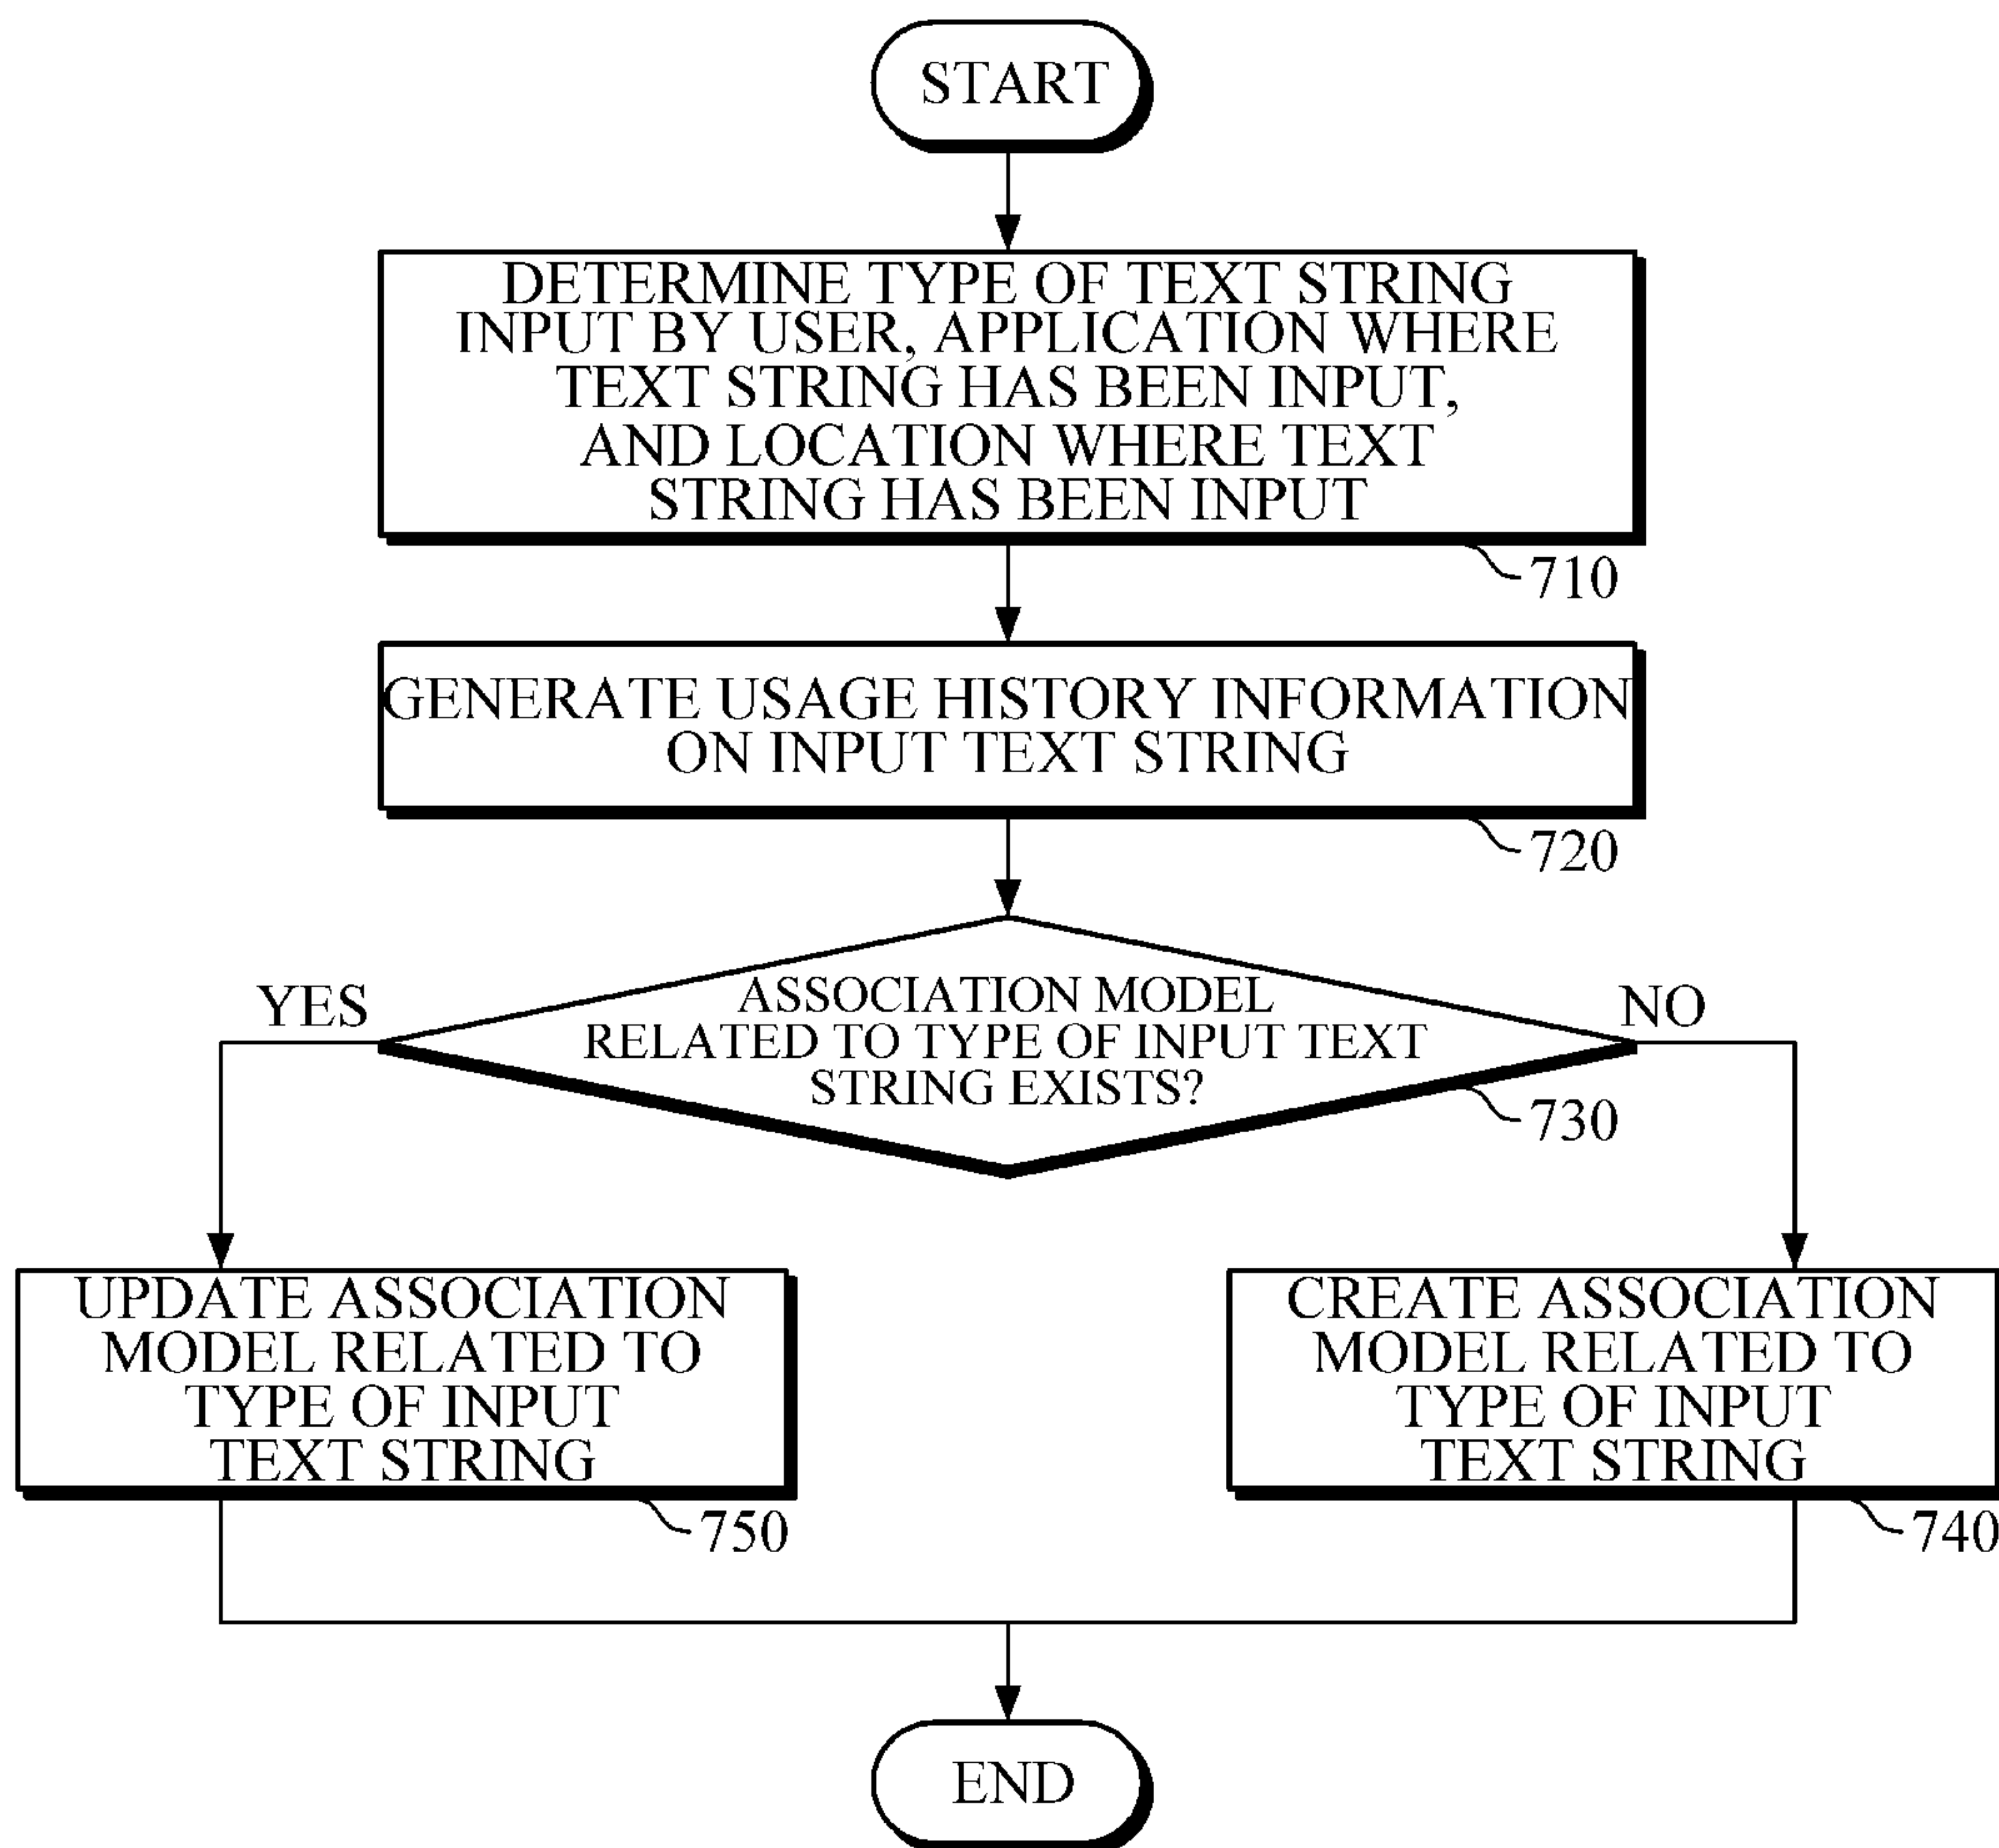 START
DETERMINE TYPE OF TEXT STRING
INPUT BY USER, APPLICATION WHERE
TEXT STRING HAS BEEN INPUT,
AND LOCATION WHERE TEXT
STRING HAS BEEN INPUT
710
GENERATE USAGE HISTORY INFORMATION
ON INPUT TEXT STRING
720
ASSOCIATION MODEL
RELATED TO TYPE OF INPUT TEXT
STRING EXISTS?
730
YES
NO
UPDATE ASSOCIATION
MODEL RELATED TO
TYPE OF INPUT
TEXT STRING
750
CREATE ASSOCIATION
MODEL RELATED TO
TYPE OF INPUT
TEXT STRING
740
END